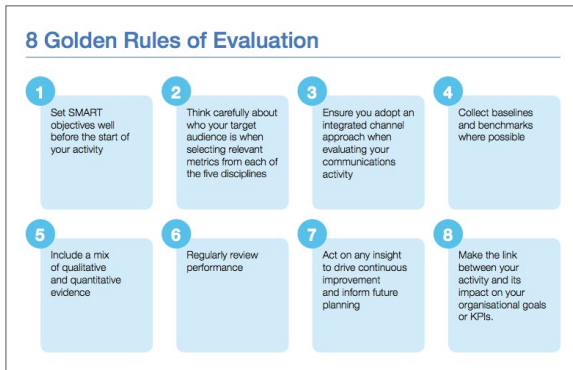 8 Golden Rules of Evaluation
1
Set SMART
objectives well
before the start of
your activity
2
Think carefully about
who your target
audience is when
selecting relevant
metrics from each of
the five disciplines
3
Ensure you adopt an
integrated channel
approach when
evaluating your
communications
activity
4
Collect baselines
and benchmarks
where possible
5
Include a mix
of qualitative
and quantitative
evidence
6
Regularly review
performance
7
Act on any insight
to drive continuous
improvement
and inform future
planning
8
Make the link
between your
activity and its
impact on your
organisational goals
or KPIs.